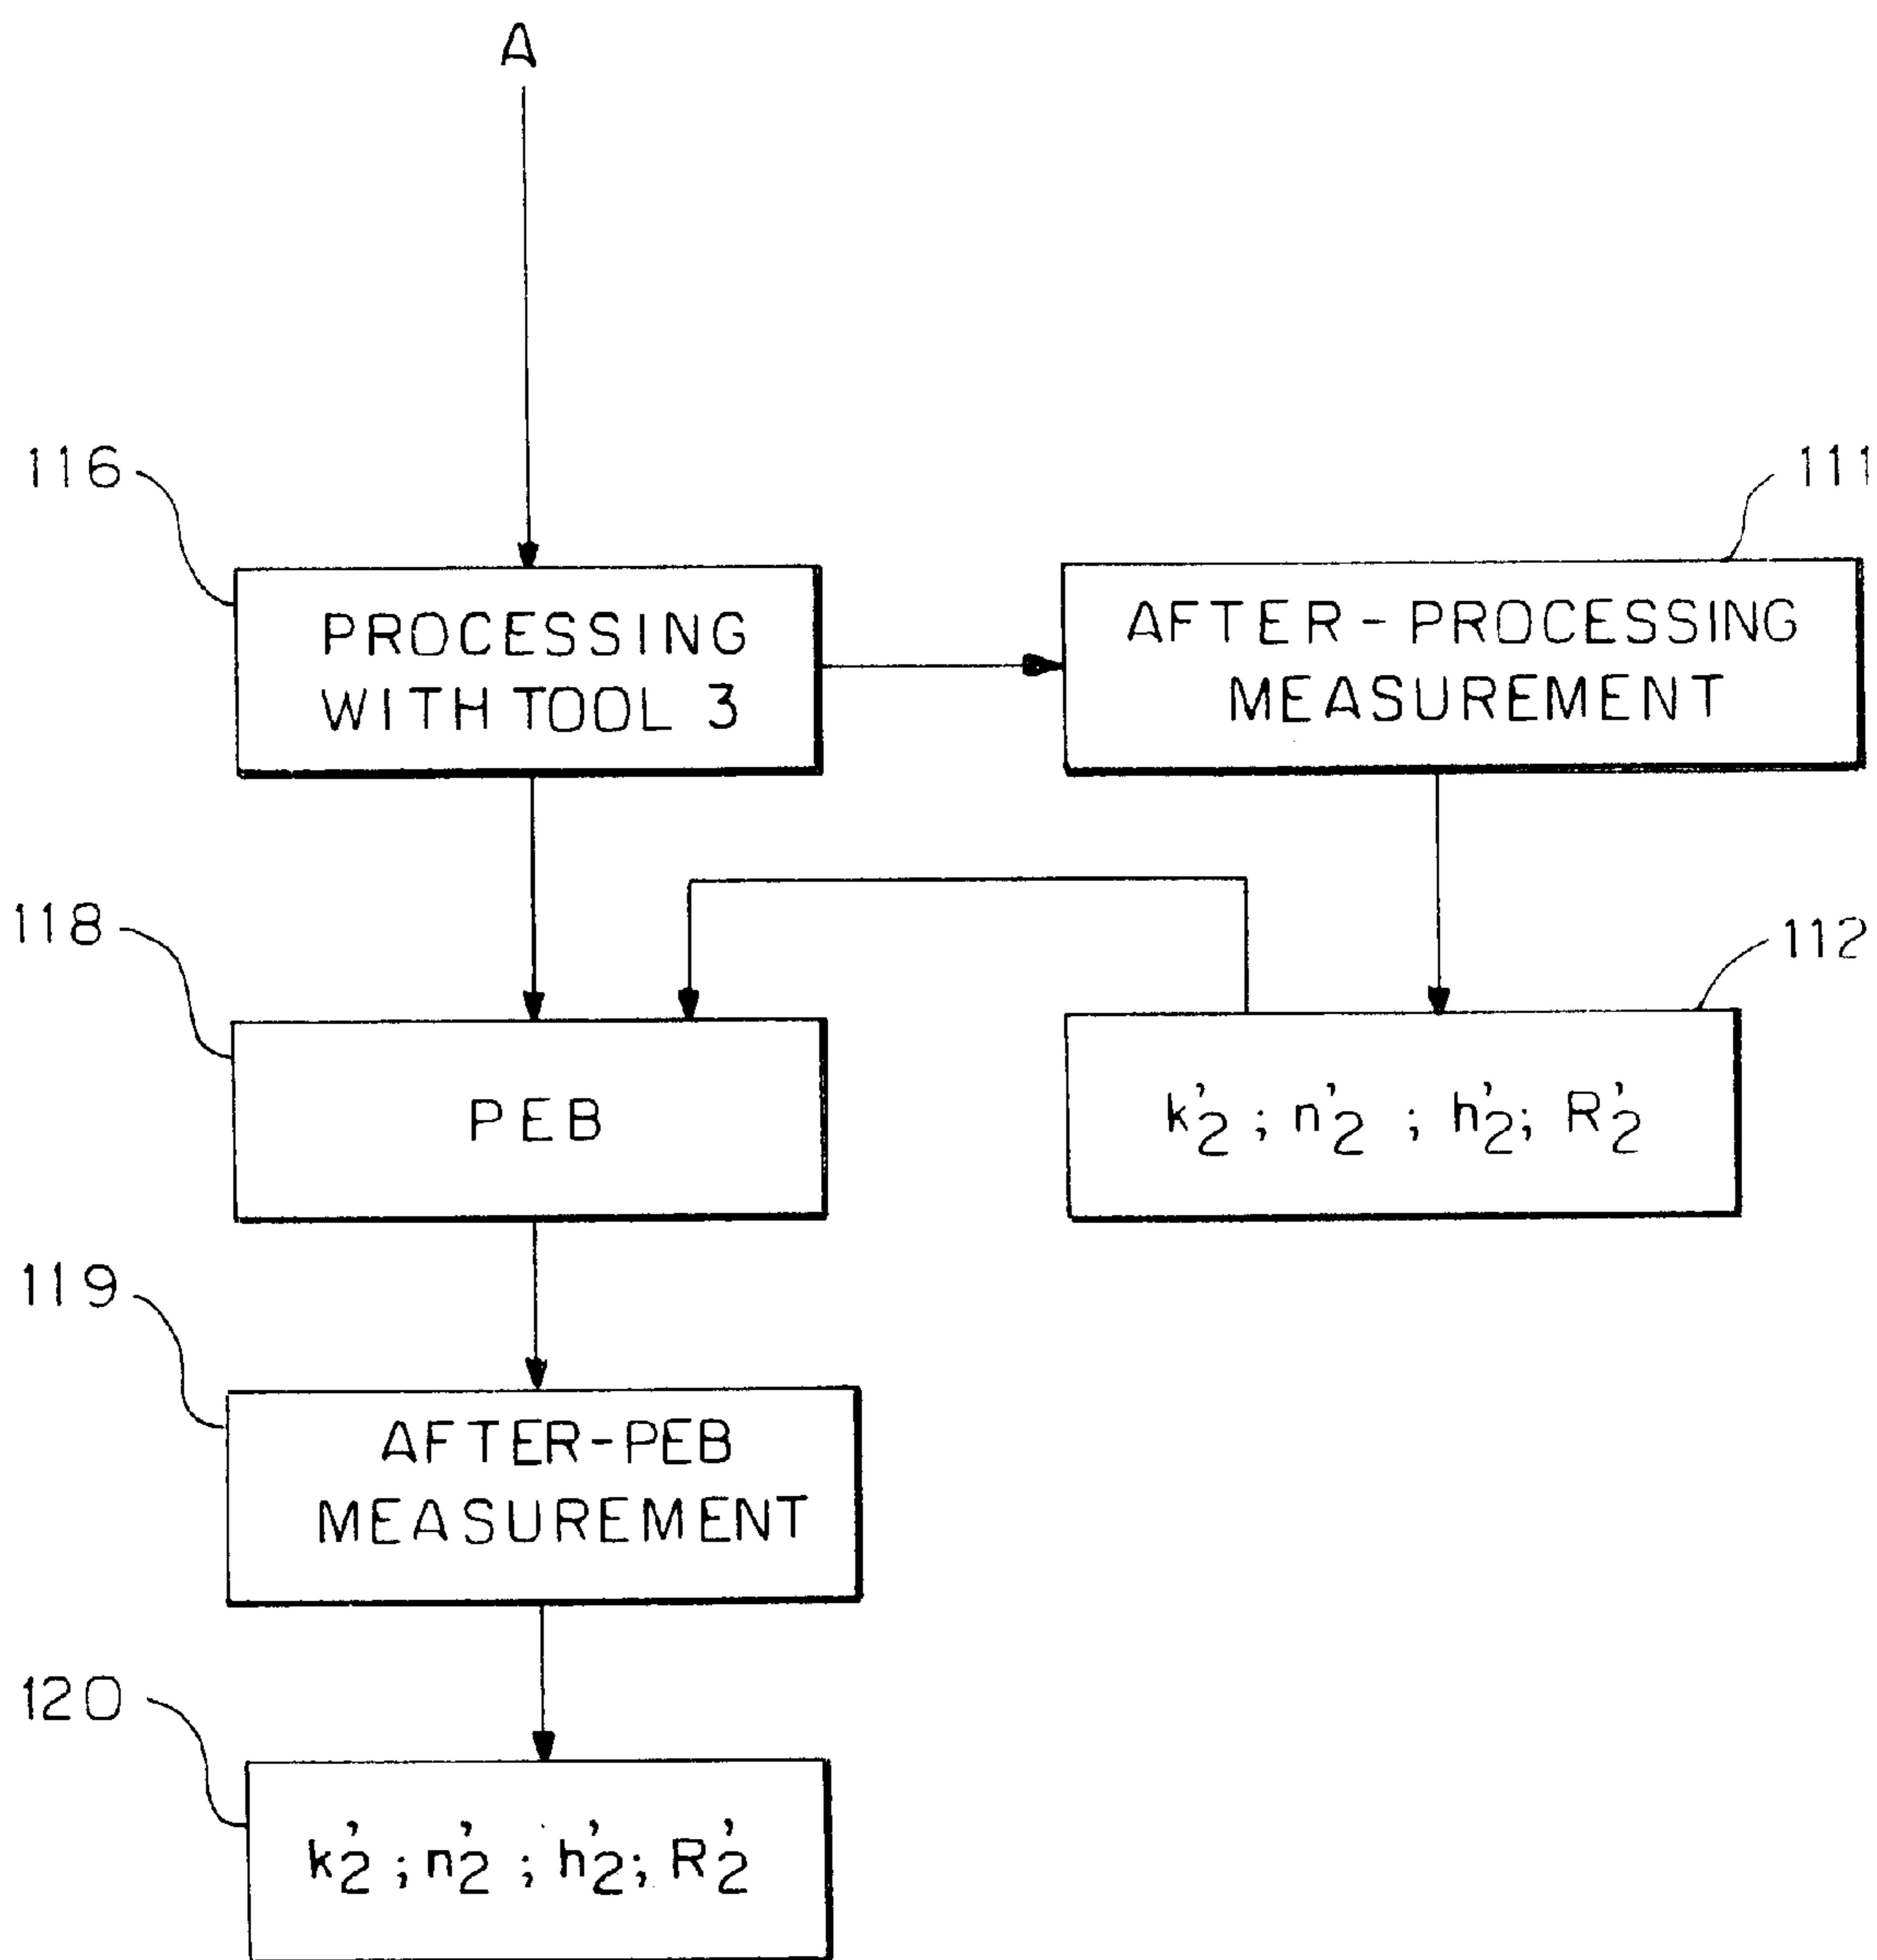 A
116
111
PROCESSING
WITH TOOL 3
AFTER-PROCESSING
MEASUREMENT
118
112
PEB
k'2 ; n'2 ; h'2; R'2
119
AFTER-PEB
MEASUREMENT
120
k'2 ; n'2 ; h'2; R'2